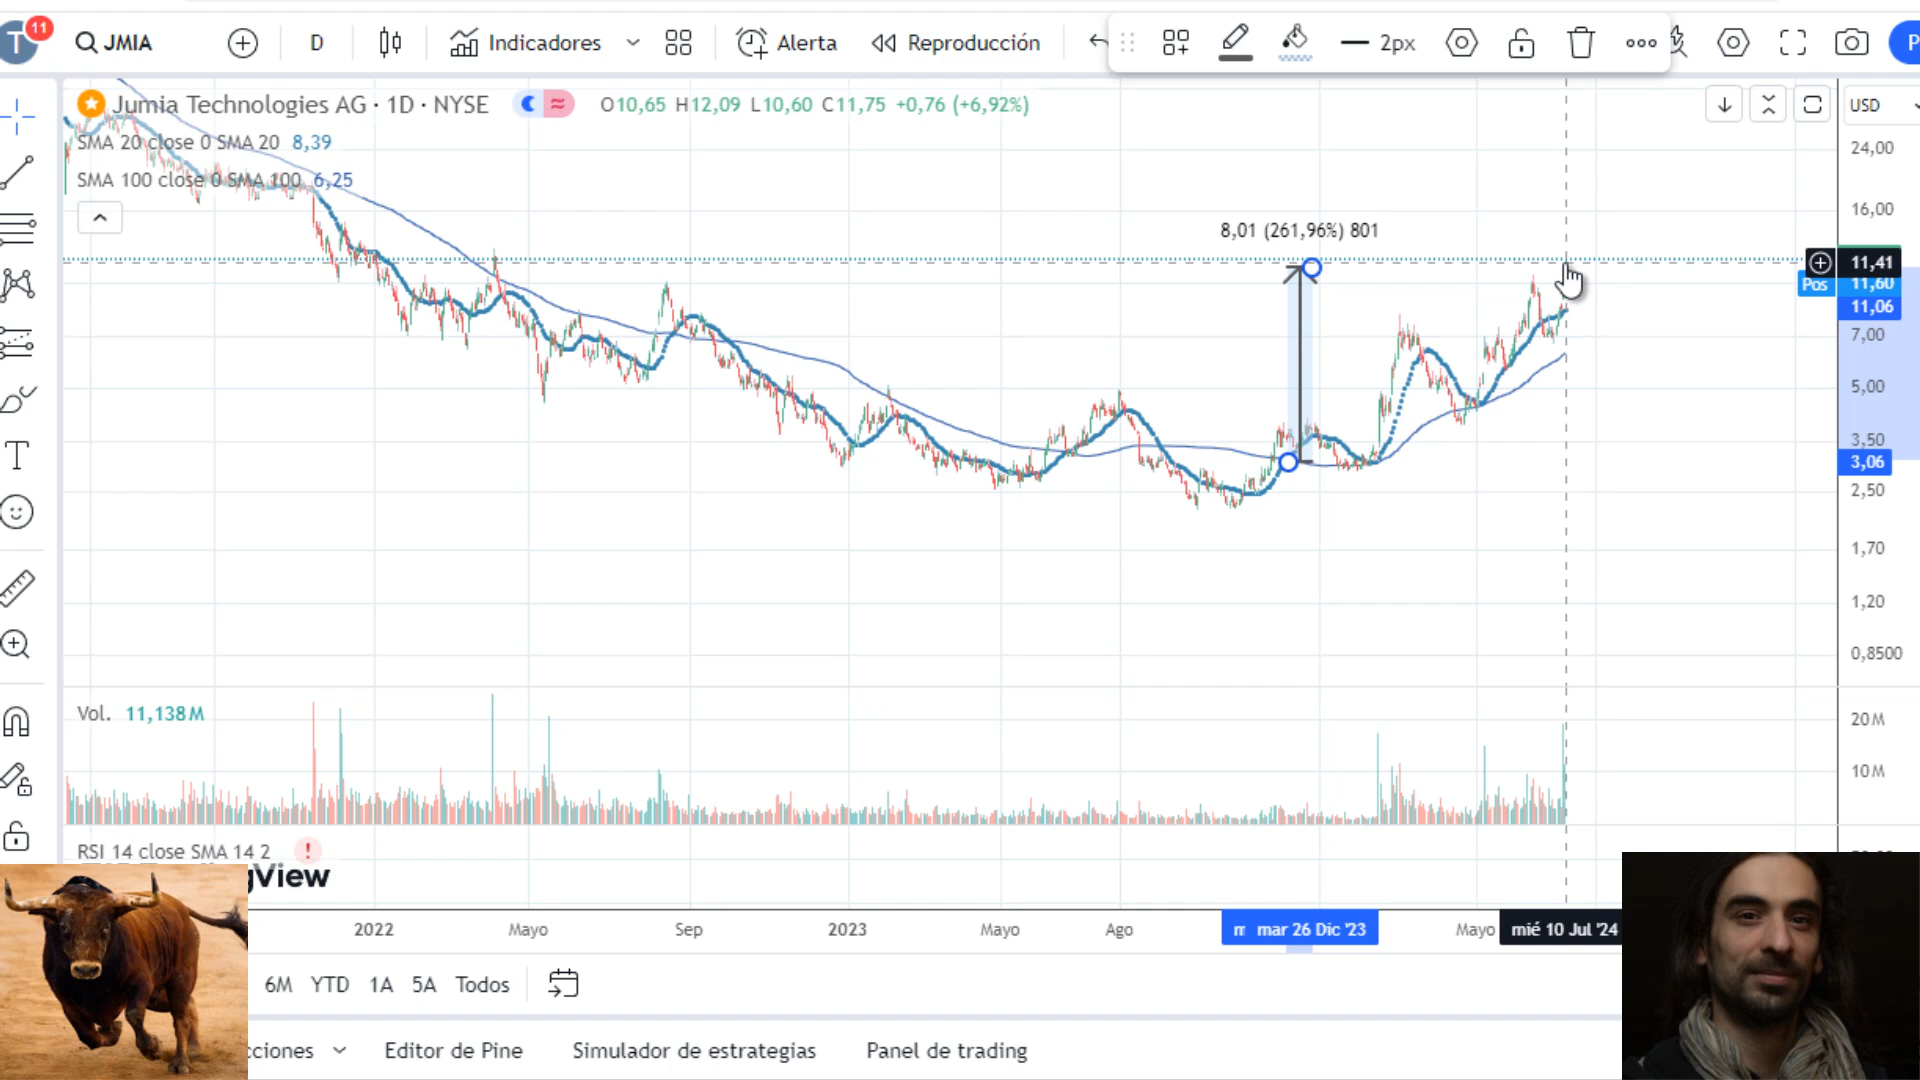 T 11 JMIA D Indicadores Alerta Reproducción 2px P
Jumia Technologies AG · 1D · NYSE O10,65 H12,09 L10,60 C11,75 +0,76 (+6,92%) USD
SMA 20 close 0 SMA 20 8,39
24,00
SMA 100 close 0 SMA 100 6,25
16,00
8,01 (261,96%) 801
11,41
Pos 11,60
11,06
7,00
5,00
3,50
3,06
2,50
1,70
1,20
0,8500
Vol. 11,138M
20M
10M
RSI 14 close SMA 14 2 !
View
2022 Mayo Sep 2023 Mayo Ago mar 26 Dic '23 Mayo mié 10 Jul '24
6M YTD 1A 5A Todos
cciones Editor de Pine Simulador de estrategias Panel de trading